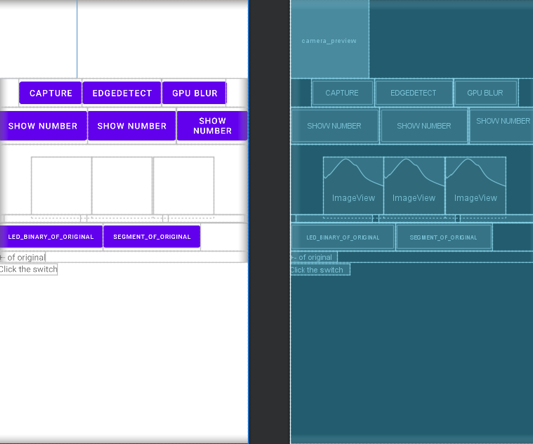 camera_preview
CAPTURE EDGEDETECT GPU BLUR
CAPTURE EDGEDETECT GPU BLUR
SHOW NUMBER SHOW NUMBER SHOW
NUMBER
SHOW NUMBER SHOW NUMBER SHOW NUMBER
ImageView ImageView ImageView
LED_BINARY_OF_ORIGINAL SEGMENT_OF_ORIGINAL
LED_BINARY_OF_ORIGINAL SEGMENT_OF_ORIGINAL
<- of original
<- of original
Click the switch
Click the switch